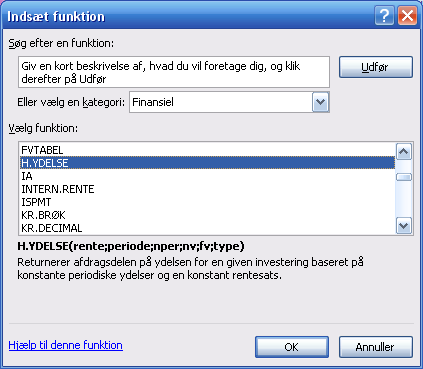 Indsæt funktion
Søg efter en funktion:
Giv en kort beskrivelse af, hvad du vil foretage dig, og klik
derefter på Udfør
Udfør
Eller vælg en kategori: Finansiel
Vælg funktion:
FVTABEL
H.YDELSE
IA
INTERN.RENTE
ISPMT
KR.BRØK
KR.DECIMAL
H.YDELSE(rente;periode;nper;nv;fv;type)
Returnerer afdragsdelen på ydelsen for en given investering baseret på
konstante periodiske ydelser og en konstant rentesats.
Hjælp til denne funktion
OK
Annuller